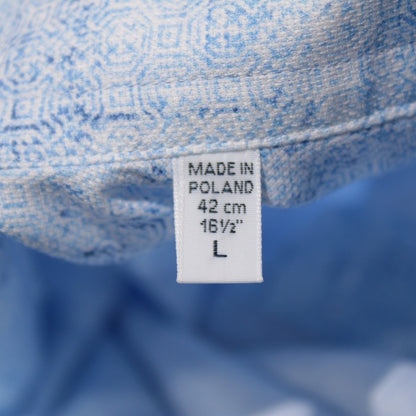 MADE IN
POLAND
42 cm
16½"
L